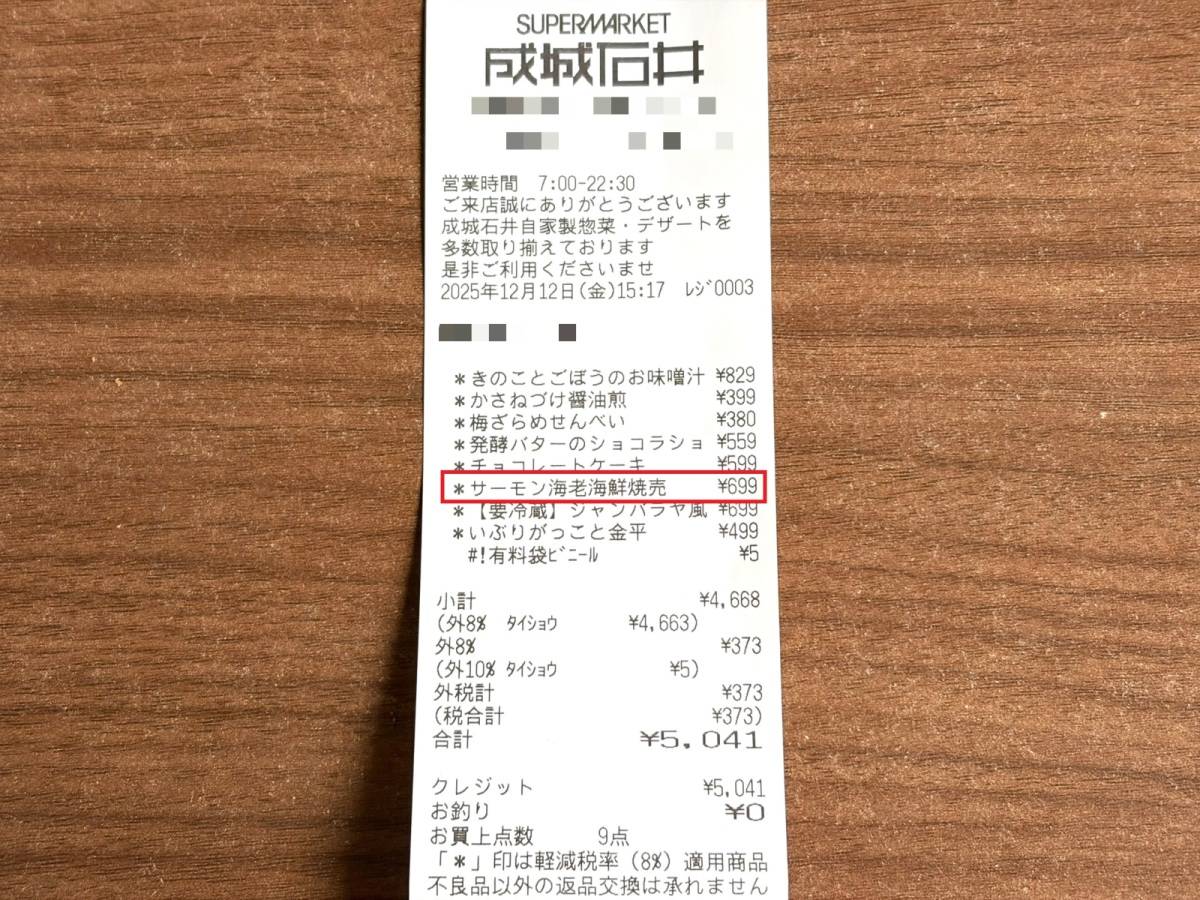 SUPERMARKET
成城石井
営業時間 7:00-22:30
ご来店誠にありがとうございます
成城石井自家製惣菜・デザートを
多数取り揃えております
是非ご利用くださいませ
2025年12月12日(金)15:17 ﾚｼﾞ0003
*きのことごぼうのお味噌汁 ¥829
*かさねづけ醤油煎 ¥399
*梅ざらめせんべい ¥380
*発酵バターのショコラショ ¥559
*チョコレートケーキ ¥599
*サーモン海老海鮮焼売 ¥699
*【要冷蔵】ジャンバラヤ風 ¥699
*いぶりがっこと金平 ¥499
#!有料袋ﾋﾞﾆｰﾙ ¥5
小計 ¥4,668
(外8% ﾀｲｼｮｳ ¥4,663)
外8% ¥373
(外10% ﾀｲｼｮｳ ¥5)
外税計 ¥373
(税合計 ¥373)
合計 ¥5,041
クレジット ¥5,041
お釣り ¥0
お買上点数 9点
「*」印は軽減税率(8%)適用商品
不良品以外の返品交換は承れません